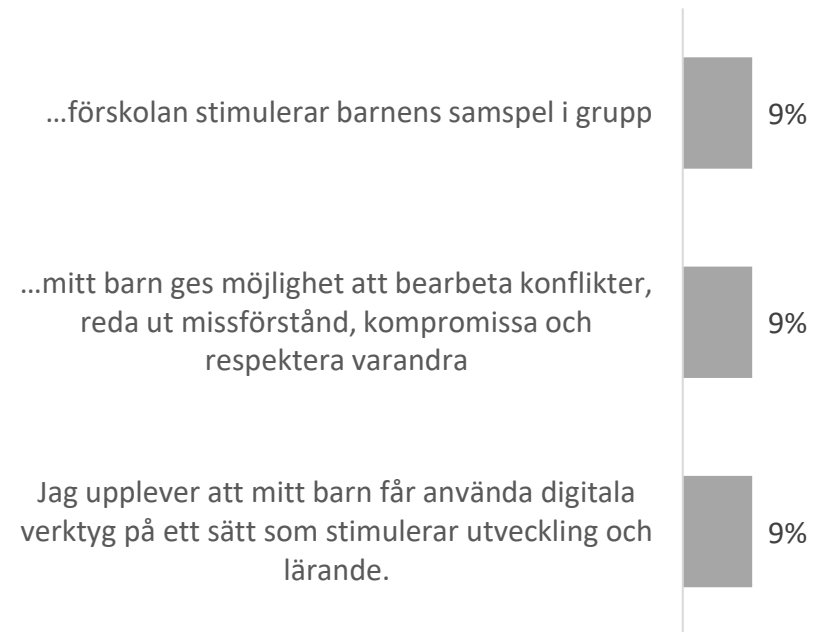 …förskolan stimulerar barnens samspel i grupp
9%
…mitt barn ges möjlighet att bearbeta konflikter,
reda ut missförstånd, kompromissa och
respektera varandra
9%
Jag upplever att mitt barn får använda digitala
verktyg på ett sätt som stimulerar utveckling och
lärande.
9%